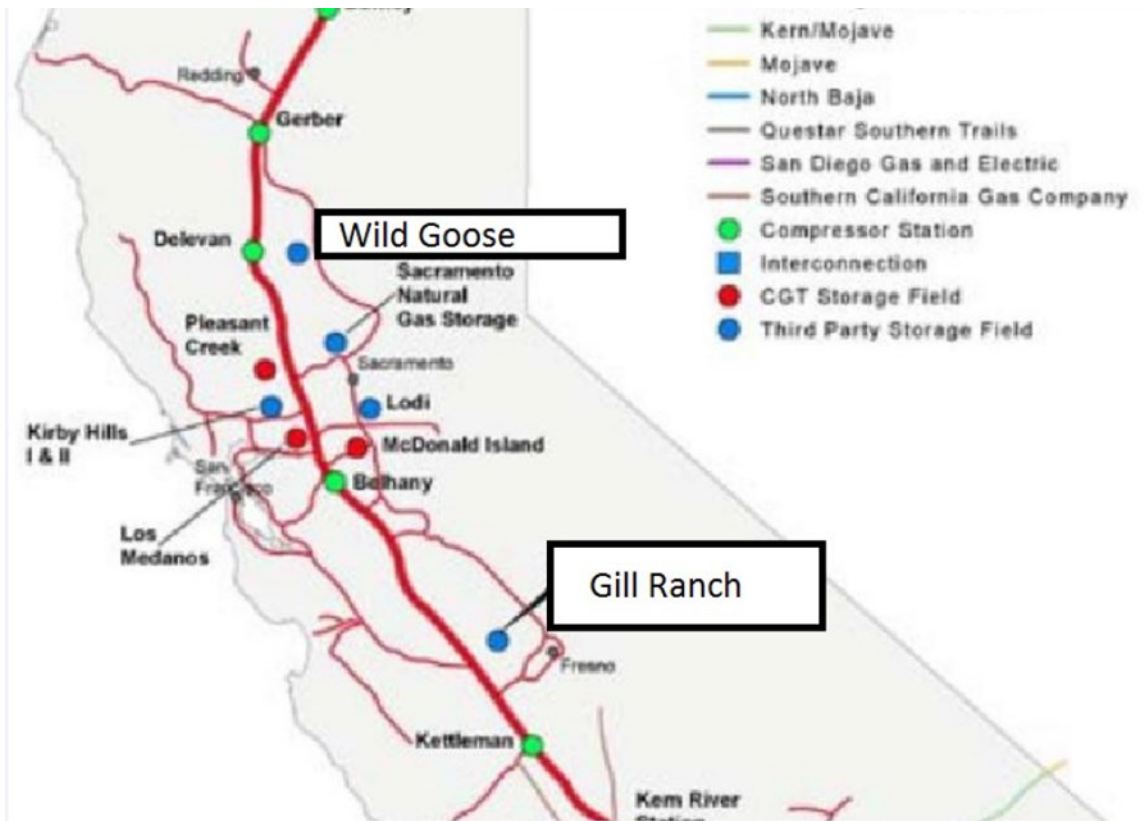 Redding
Gerber
Delevan
Wild Goose
Sacramento
Natural
Gas Storage
Pleasant
Creek
Sacramento
Lodi
Kirby Hills
I & II
McDonald Island
San
Francisco
Bethany
Los
Medanos
Gill Ranch
Fresno
Kettleman
Kern River
Kern/Mojave
Mojave
North Baja
Questar Southern Trails
San Diego Gas and Electric
Southern California Gas Company
Compressor Station
Interconnection
CGT Storage Field
Third Party Storage Field